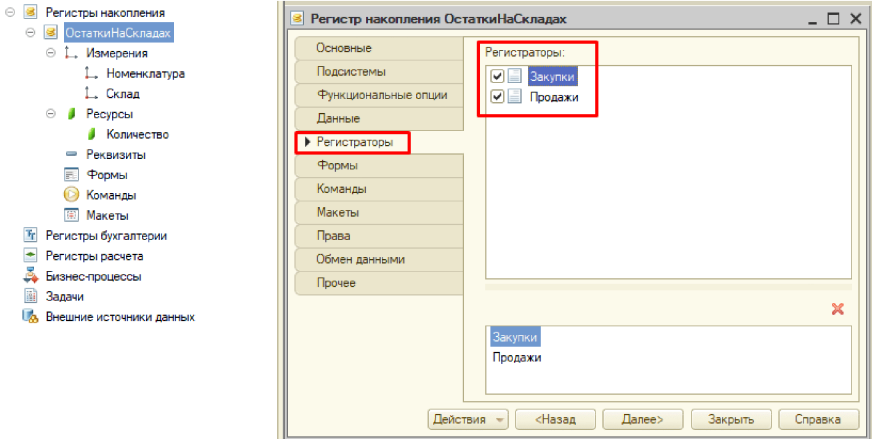 Регистры накопления
ОстаткиНаСкладах
Измерения
Номенклатура
Склад
Ресурсы
Количество
Реквизиты
Формы
Команды
Макеты
Регистры бухгалтерии
Регистры расчета
Бизнес-процессы
Задачи
Внешние источники данных
Регистр накопления ОстаткиНаСкладах
Основные
Подсистемы
Функциональные опции
Данные
Регистраторы
Формы
Команды
Макеты
Права
Обмен данными
Прочее
Регистраторы:
Закупки
Продажи
Закупки
Продажи
Действия
<Назад
Далее>
Закрыть
Справка